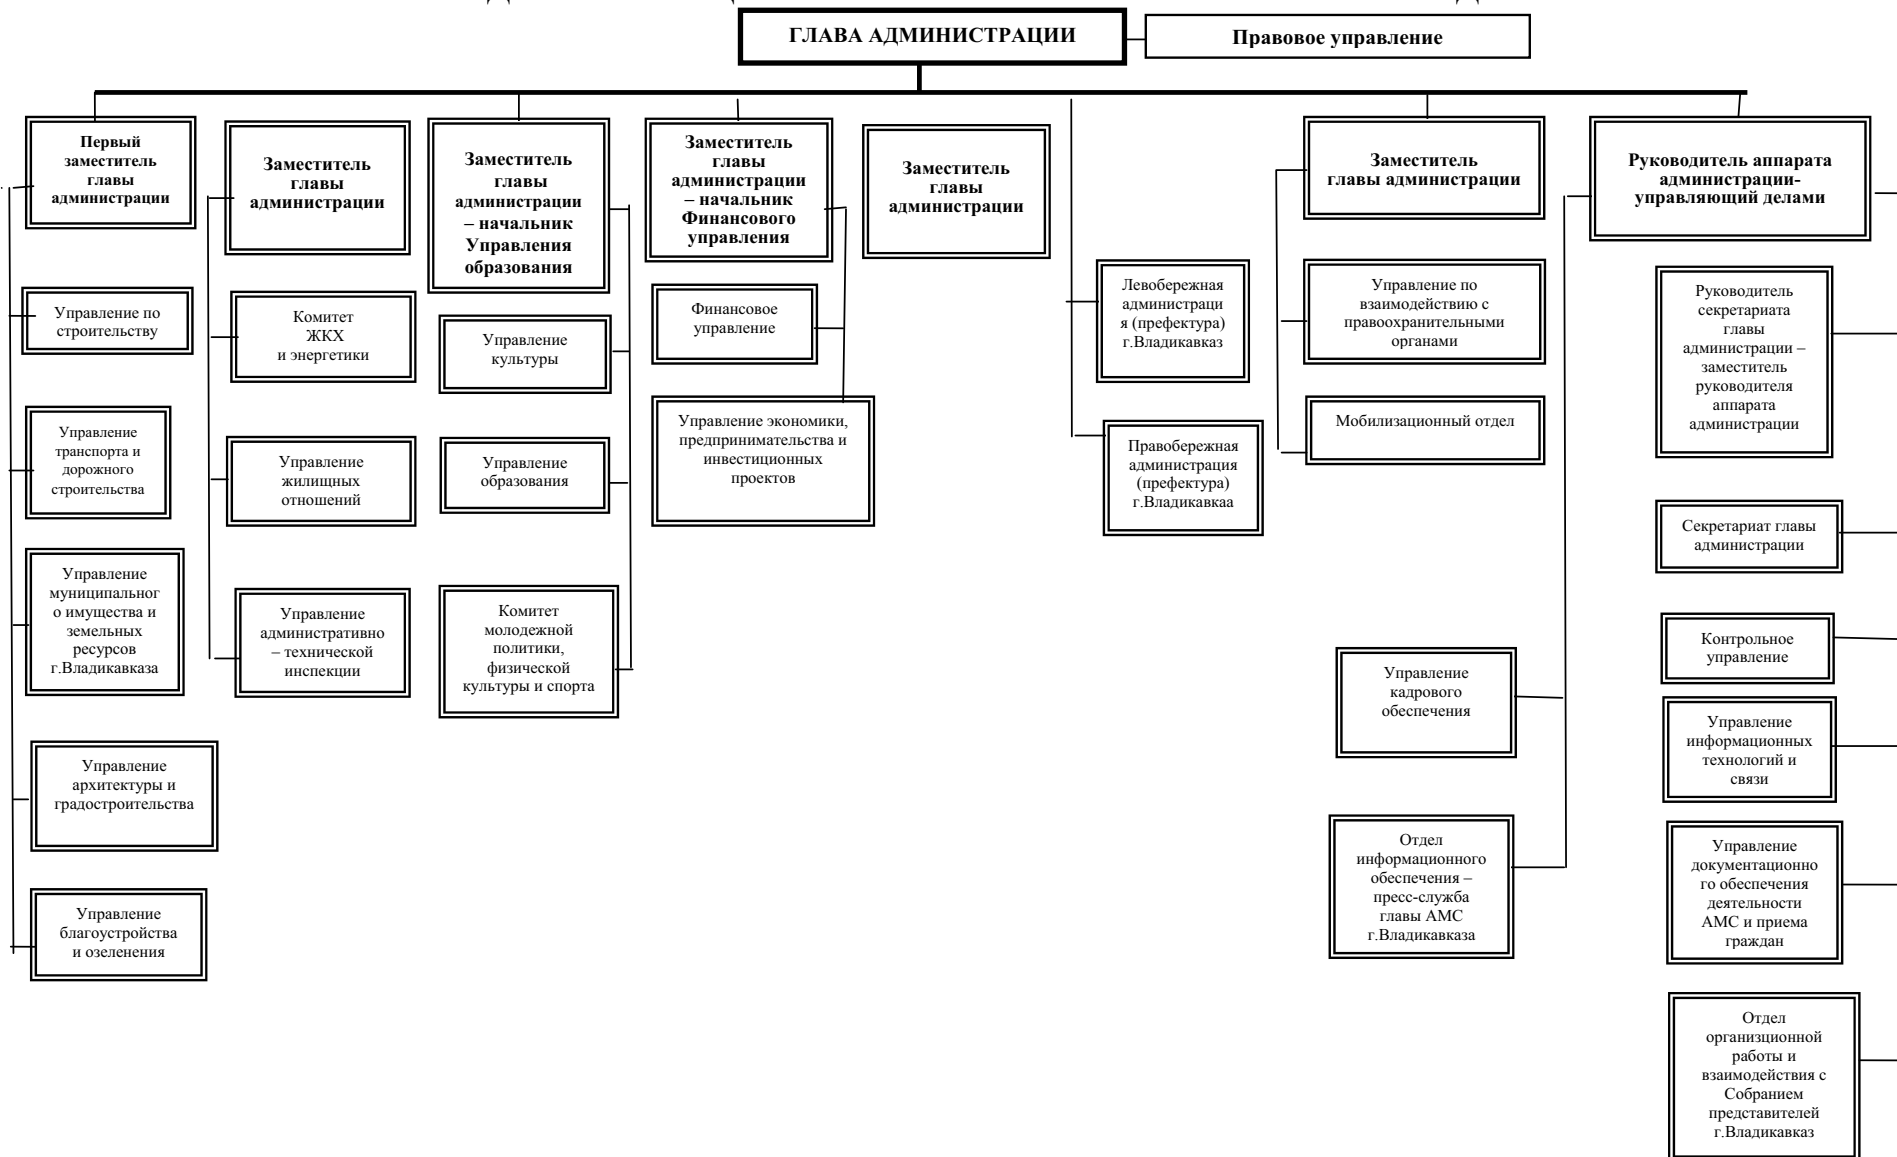 ГЛАВА АДМИНИСТРАЦИИ
Правовое управление
Первый
заместитель
главы
администрации
Заместитель
главы
администрации
Заместитель
главы
администрации
– начальник
Управления
образования
Заместитель
главы
администрации
– начальник
Финансового
управления
Заместитель
главы
администрации
Заместитель
главы администрации
Руководитель аппарата
администрации-
управляющий делами
Управление по
строительству
Управление
транспорта и
дорожного
строительства
Управление
муниципальног
о имущества и
земельных
ресурсов
г.Владикавказа
Управление
архитектуры и
градостроительства
Управление
благоустройства
и озеленения
Комитет
ЖКХ
и энергетики
Управление
жилищных
отношений
Управление
административно
– технической
инспекции
Управление
культуры
Управление
образования
Комитет
молодежной
политики,
физической
культуры и спорта
Финансовое
управление
Управление экономики,
предпринимательства и
инвестиционных
проектов
Левобережная
администраци
я (префектура)
г.Владикавказ
Правобережная
администрация
(префектура)
г.Владикавкаа
Управление по
взаимодействию с
правоохранительными
органами
Мобилизационный отдел
Управление
кадрового
обеспечения
Отдел
информационного
обеспечения –
пресс-служба
главы АМС
г.Владикавказа
Руководитель
секретариата
главы
администрации –
заместитель
руководителя
аппарата
администрации
Секретариат главы
администрации
Контрольное
управление
Управление
информационных
технологий и
связи
Управление
документационно
го обеспечения
деятельности
АМС и приема
граждан
Отдел
организционной
работы и
взаимодействия с
Собранием
представителей
г.Владикавказ